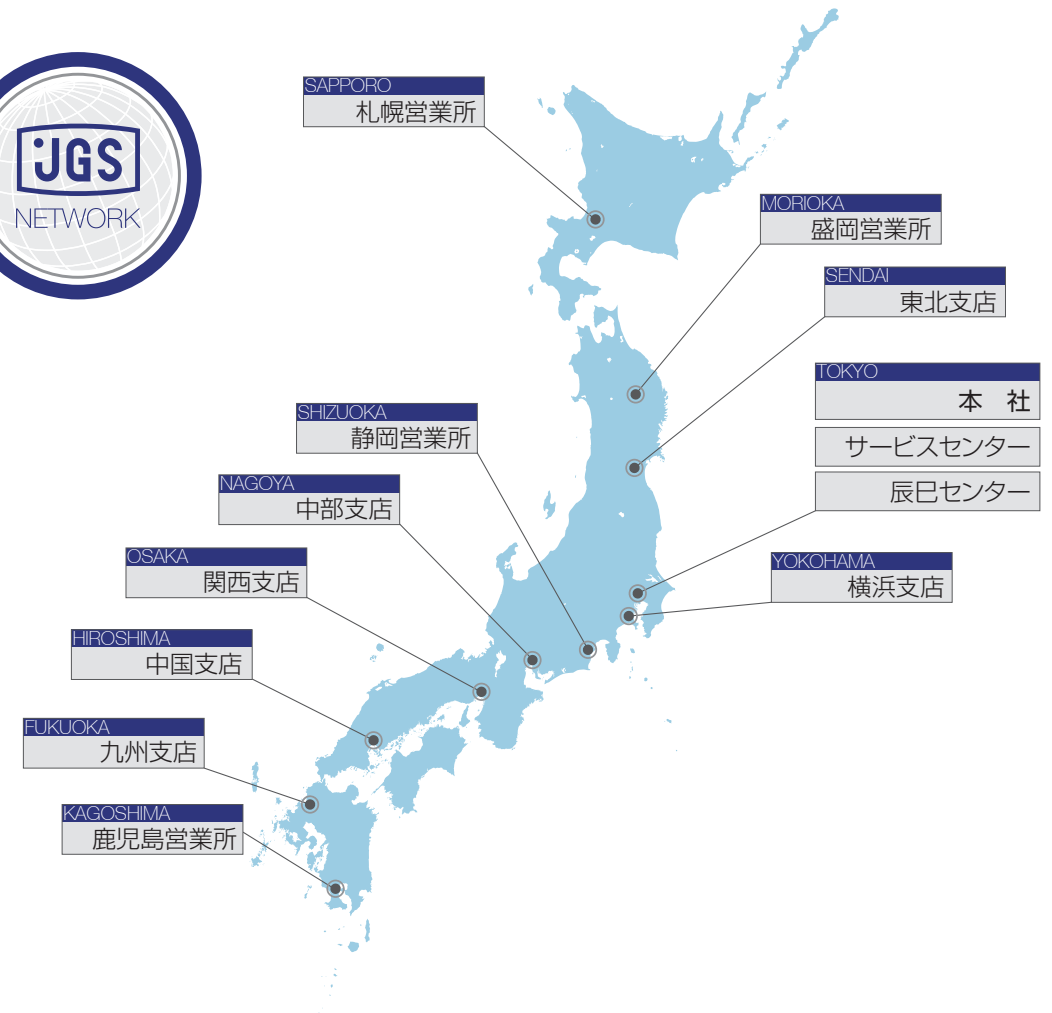 JGS
NETWORK
SAPPORO
札幌営業所
MORIOKA
盛岡営業所
SENDAI
東北支店
TOKYO
本　社
サービスセンター
辰巳センター
YOKOHAMA
横浜支店
SHIZUOKA
静岡営業所
NAGOYA
中部支店
OSAKA
関西支店
HIROSHIMA
中国支店
FUKUOKA
九州支店
KAGOSHIMA
鹿児島営業所